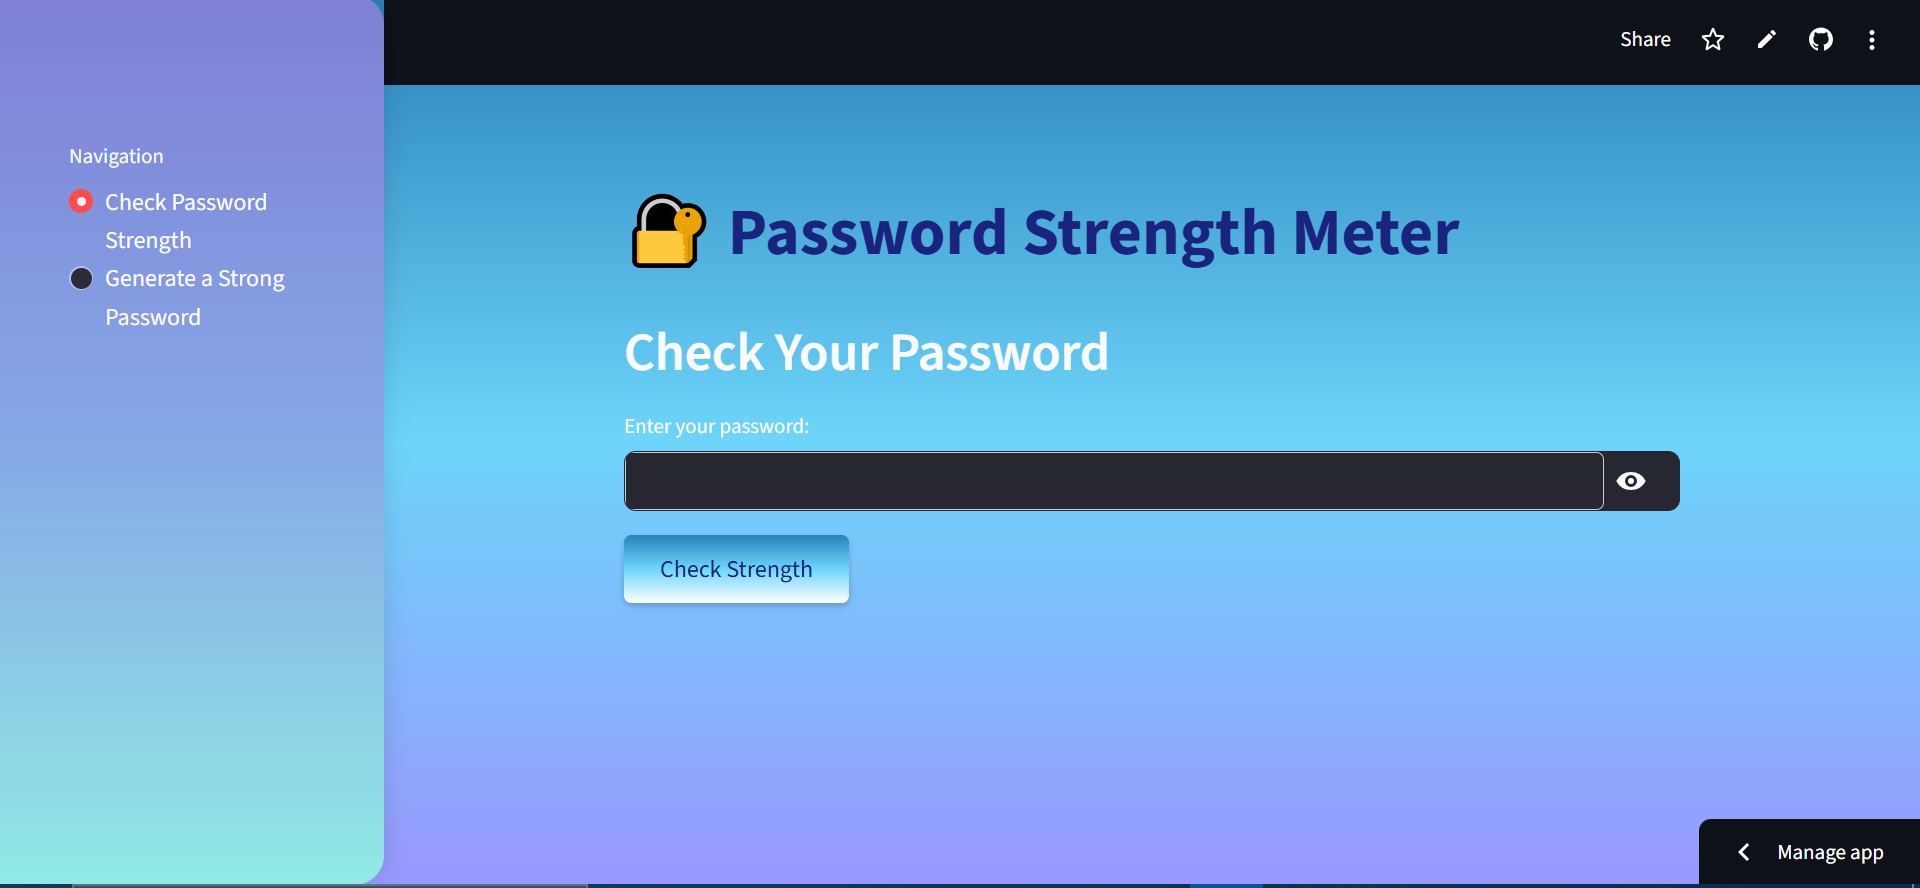 Share
Navigation
Check Password
Strength
Generate a Strong
Password
Password Strength Meter
Check Your Password
Enter your password:
Check Strength
Manage app